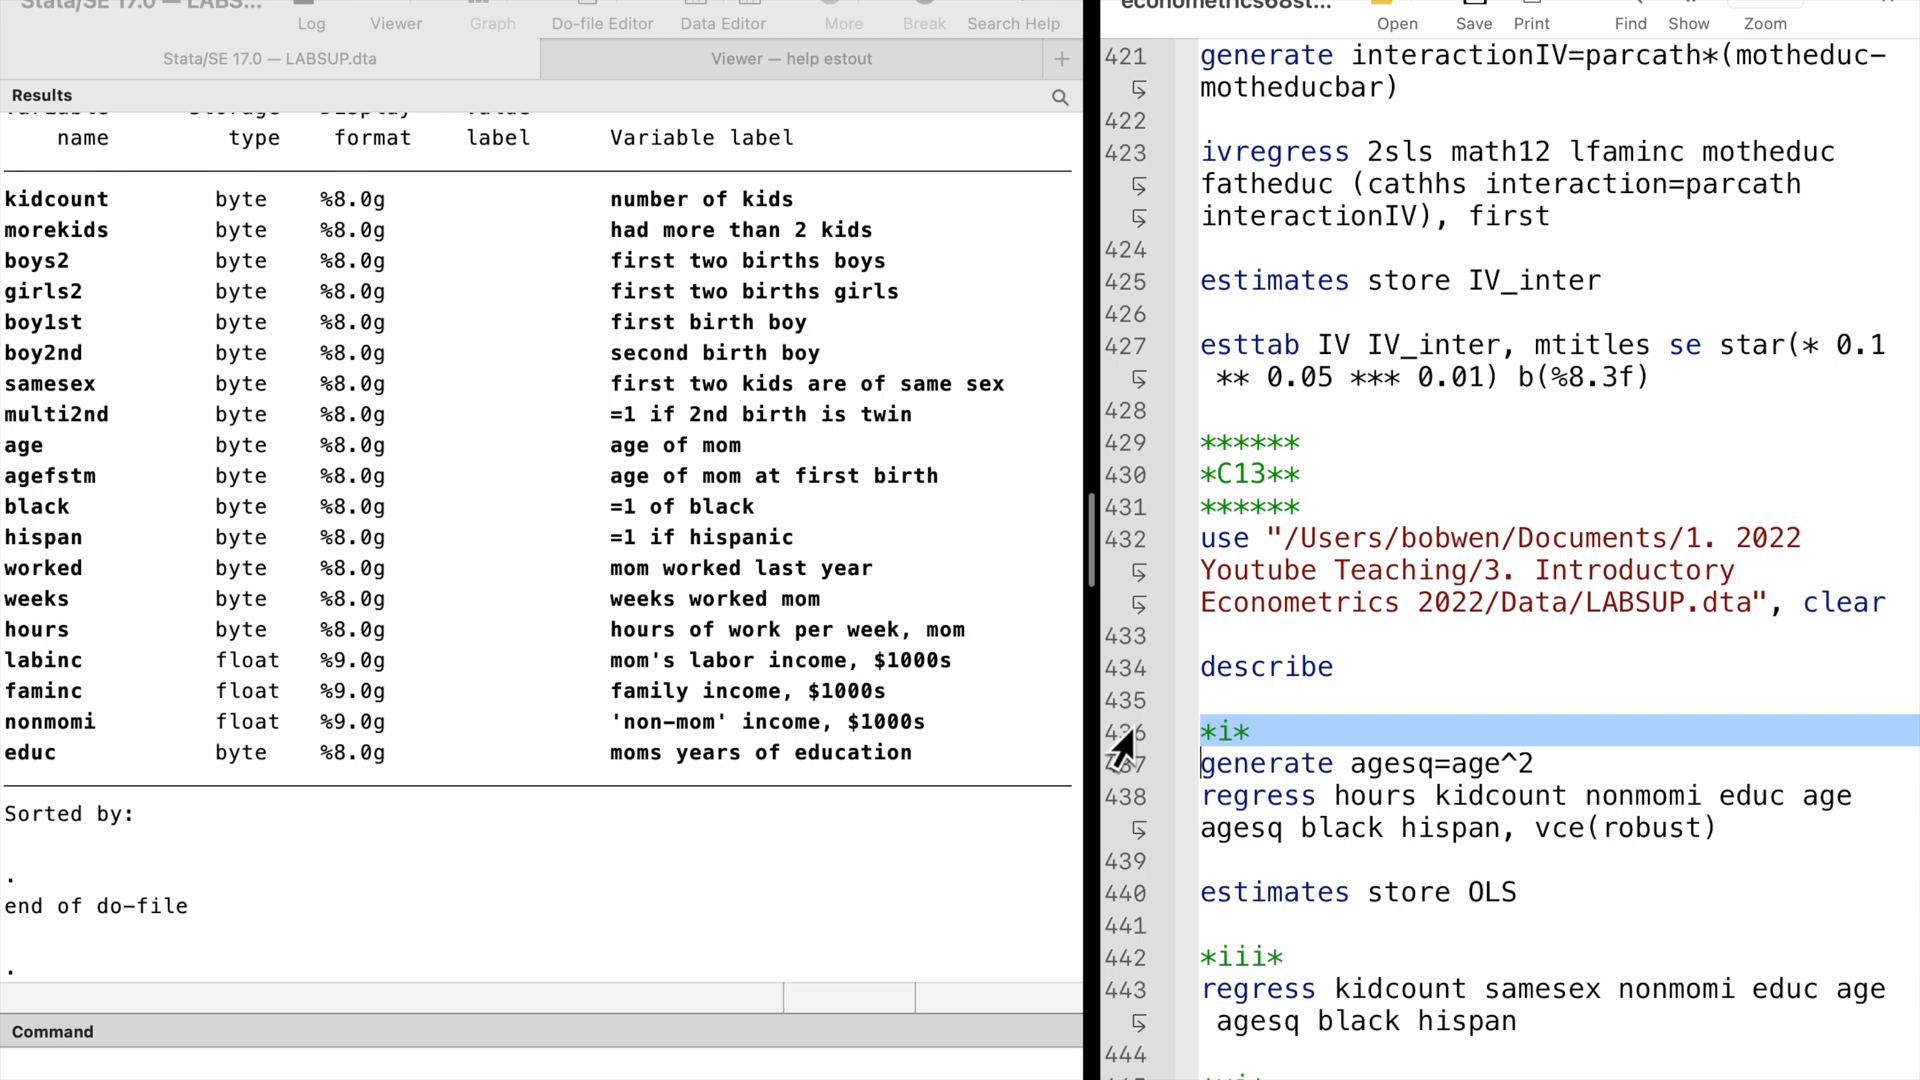 Stata/SE 17.0 — LABS...
Log Viewer Graph Do-file Editor Data Editor More Break Search Help
Stata/SE 17.0 — LABSUP.dta
Viewer — help estout
Results
name type format label Variable label
kidcount byte %8.0g number of kids
morekids byte %8.0g had more than 2 kids
boys2 byte %8.0g first two births boys
girls2 byte %8.0g first two births girls
boy1st byte %8.0g first birth boy
boy2nd byte %8.0g second birth boy
samesex byte %8.0g first two kids are of same sex
multi2nd byte %8.0g =1 if 2nd birth is twin
age byte %8.0g age of mom
agefstm byte %8.0g age of mom at first birth
black byte %8.0g =1 of black
hispan byte %8.0g =1 if hispanic
worked byte %8.0g mom worked last year
weeks byte %8.0g weeks worked mom
hours byte %8.0g hours of work per week, mom
labinc float %9.0g mom's labor income, $1000s
faminc float %9.0g family income, $1000s
nonmomi float %9.0g 'non-mom' income, $1000s
educ byte %8.0g moms years of education
Sorted by:
.
end of do-file
.
Command
econometrics68st...
Open Save Print Find Show Zoom
421 generate interactionIV=parcath*(motheduc-
motheducbar)
422
423 ivregress 2sls math12 lfaminc motheduc
fatheduc (cathhs interaction=parcath
interactionIV), first
424
425 estimates store IV_inter
426
427 esttab IV IV_inter, mtitles se star(* 0.1
** 0.05 *** 0.01) b(%8.3f)
428
429 ******
430 *C13**
431 ******
432 use "/Users/bobwen/Documents/1. 2022
Youtube Teaching/3. Introductory
Econometrics 2022/Data/LABSUP.dta", clear
433
434 describe
435
436 *i*
437 generate agesq=age^2
438 regress hours kidcount nonmomi educ age
agesq black hispan, vce(robust)
439
440 estimates store OLS
441
442 *iii*
443 regress kidcount samesex nonmomi educ age
agesq black hispan
444